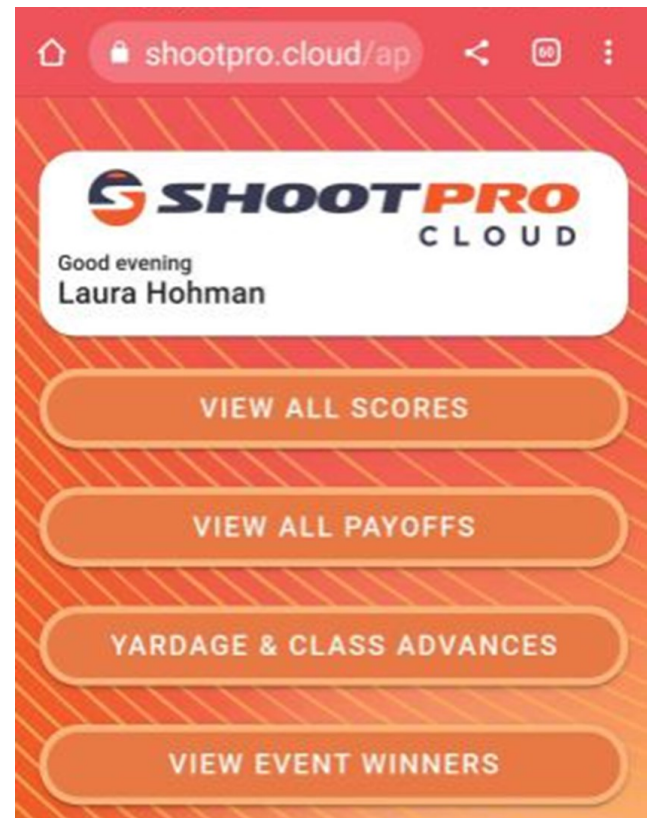 shootpro.cloud/ap
60
SHOOTPRO
CLOUD
Good evening
Laura Hohman
VIEW ALL SCORES
VIEW ALL PAYOFFS
YARDAGE & CLASS ADVANCES
VIEW EVENT WINNERS